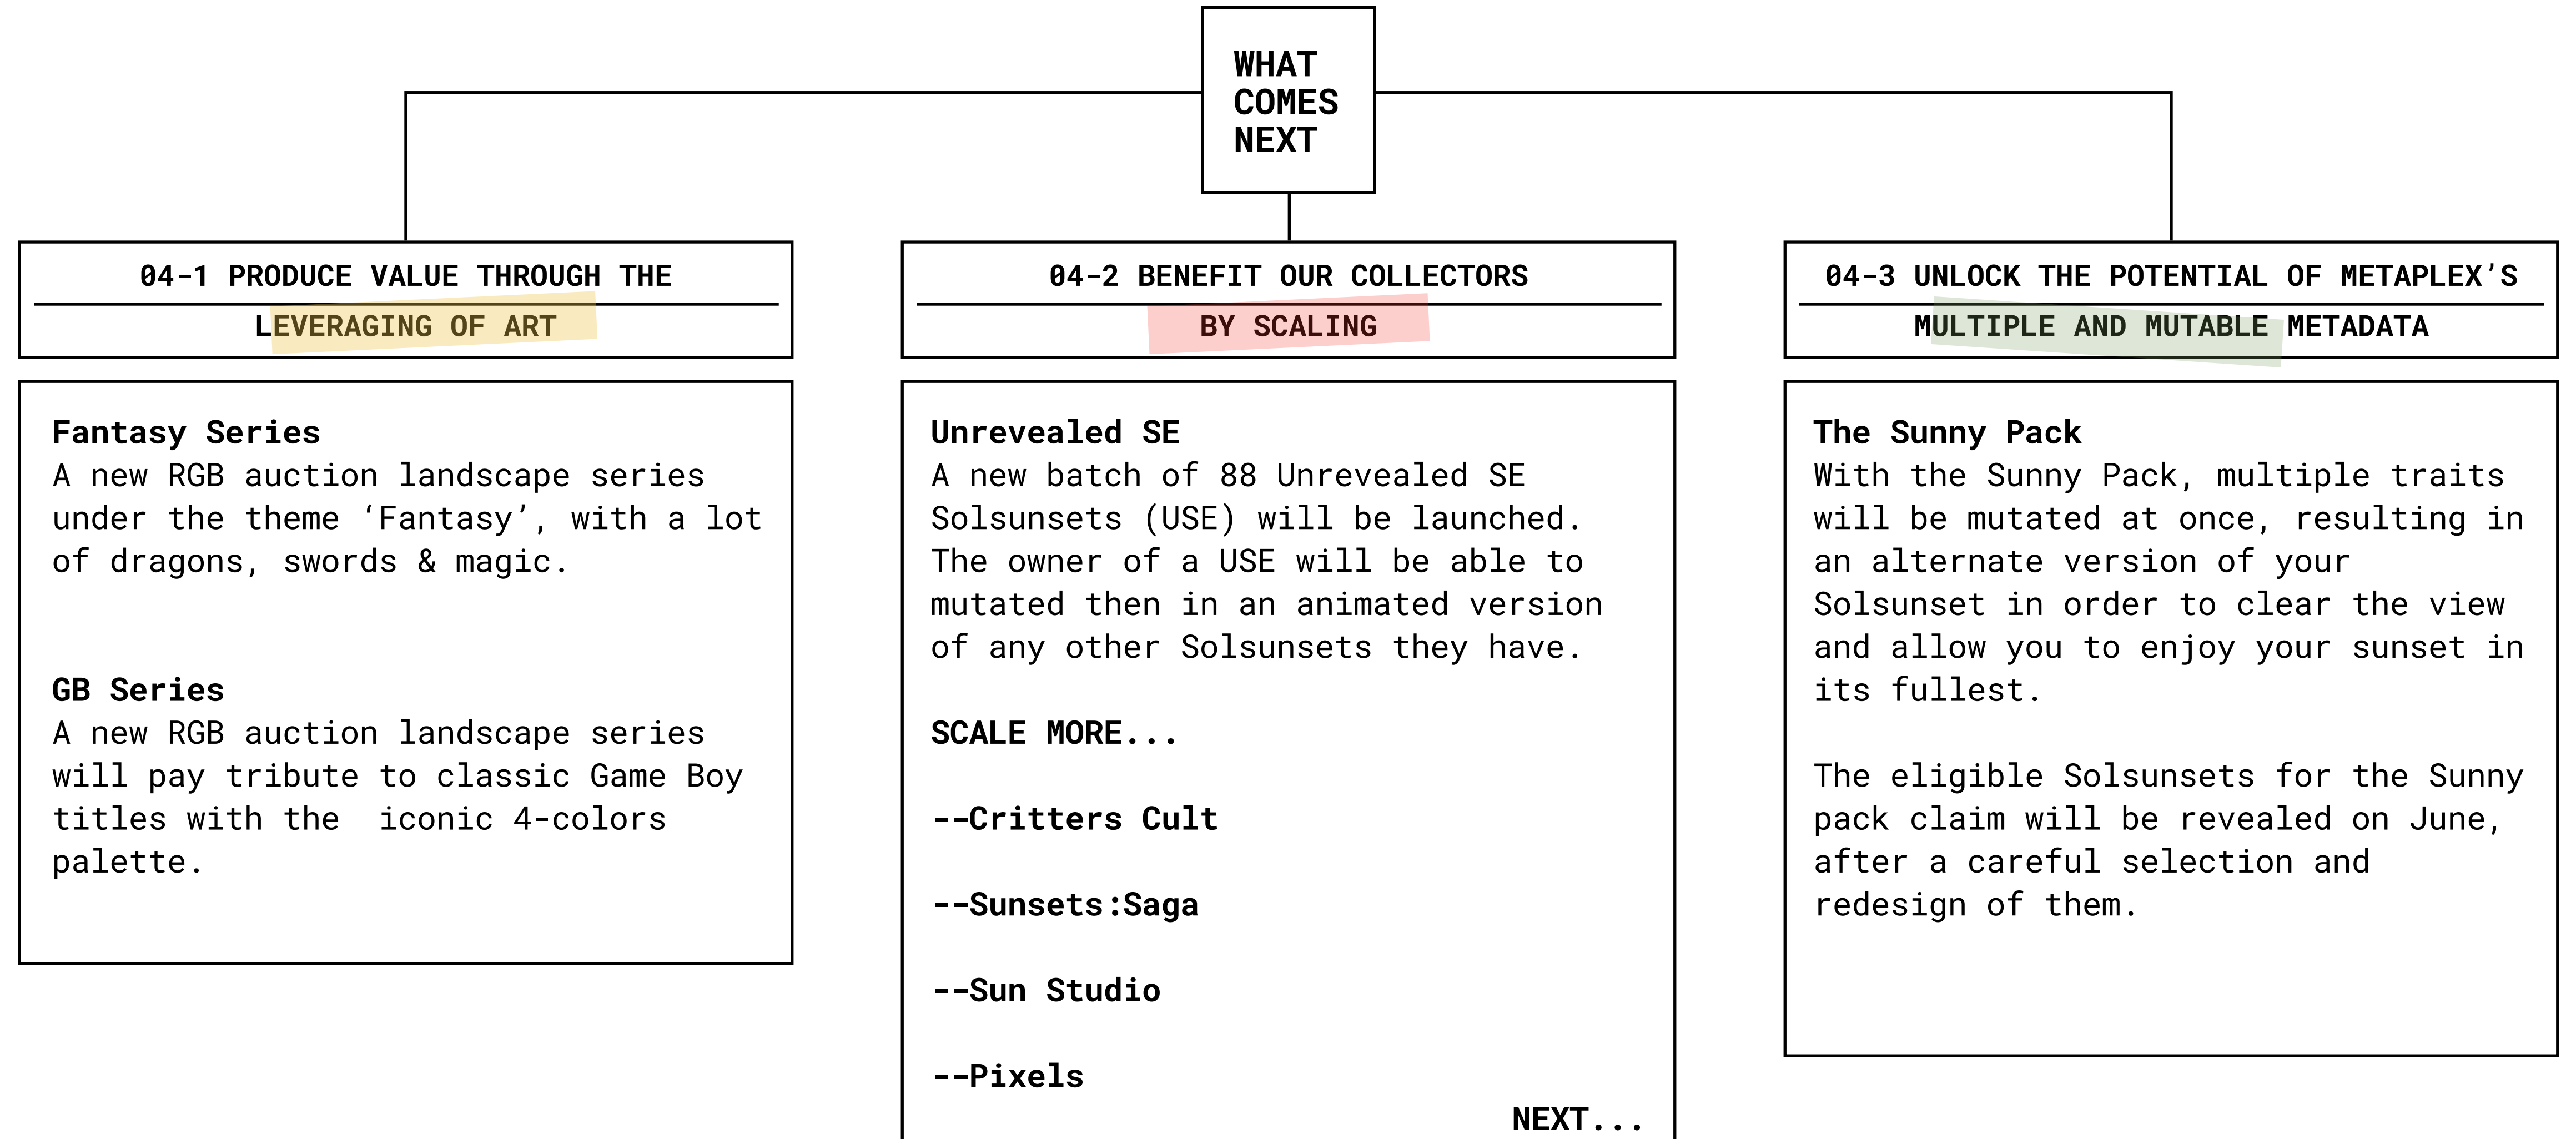 WHAT
COMES
NEXT
04-1 PRODUCE VALUE THROUGH THE
LEVERAGING OF ART
Fantasy Series
A new RGB auction landscape series
under the theme ‘Fantasy’, with a lot
of dragons, swords & magic.
GB Series
A new RGB auction landscape series
will pay tribute to classic Game Boy
titles with the  iconic 4-colors
palette.
04-2 BENEFIT OUR COLLECTORS
BY SCALING
Unrevealed SE
A new batch of 88 Unrevealed SE
Solsunsets (USE) will be launched.
The owner of a USE will be able to
mutated then in an animated version
of any other Solsunsets they have.
SCALE MORE...
--Critters Cult
--Sunsets:Saga
--Sun Studio
--Pixels
NEXT...
04-3 UNLOCK THE POTENTIAL OF METAPLEX’S
MULTIPLE AND MUTABLE METADATA
The Sunny Pack
With the Sunny Pack, multiple traits
will be mutated at once, resulting in
an alternate version of your
Solsunset in order to clear the view
and allow you to enjoy your sunset in
its fullest.
The eligible Solsunsets for the Sunny
pack claim will be revealed on June,
after a careful selection and
redesign of them.